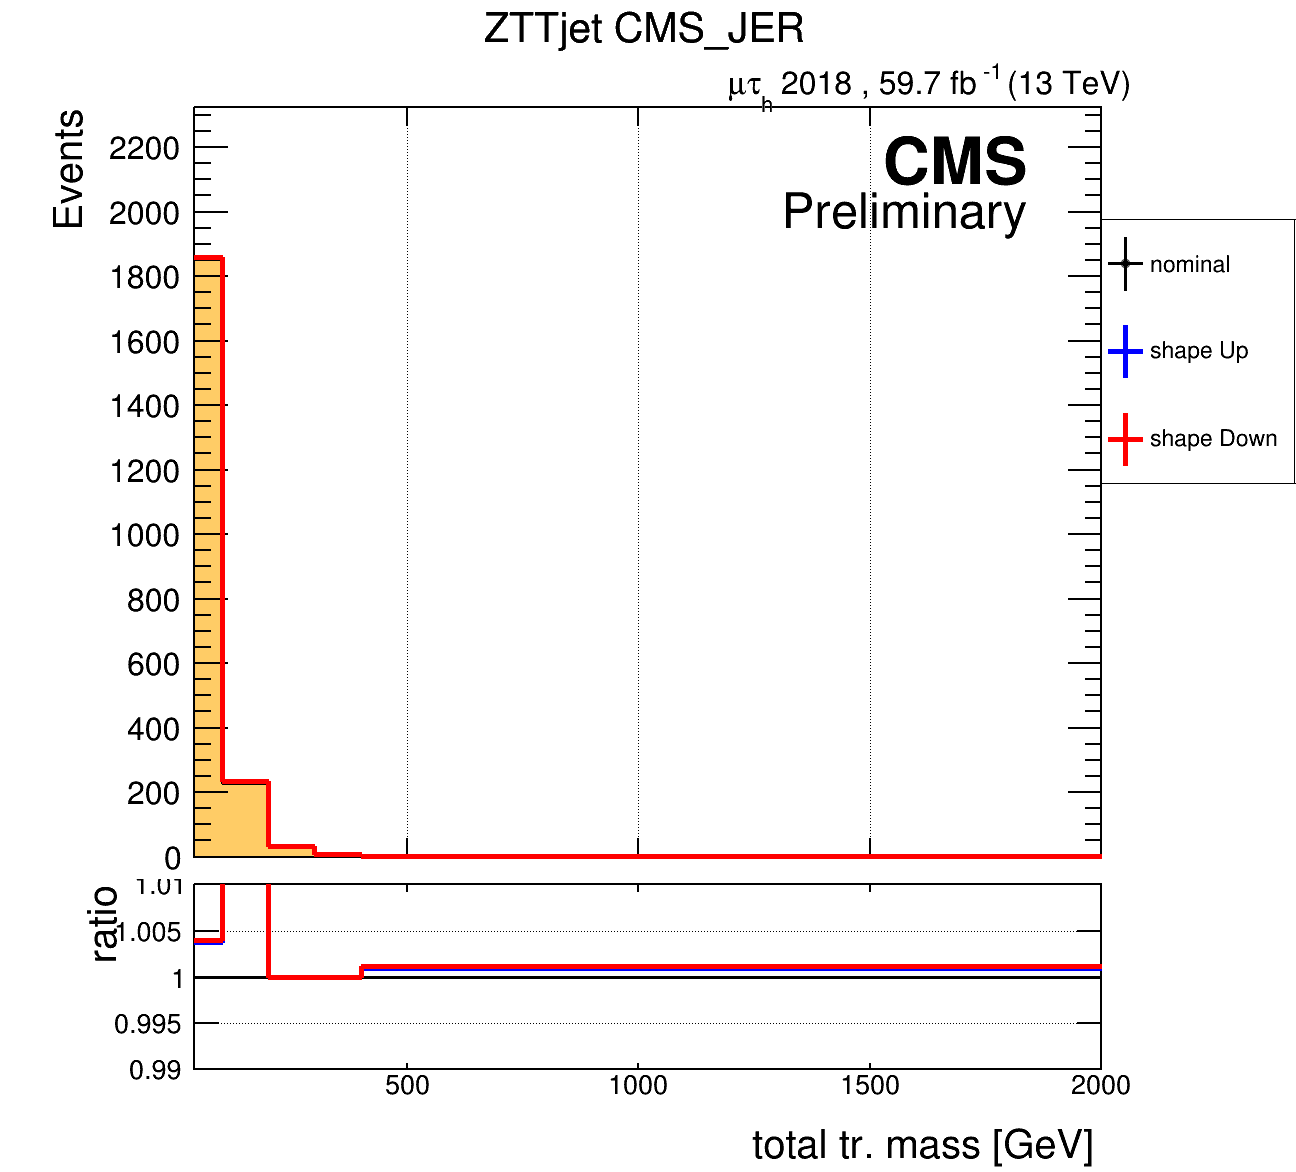 ZTTjet CMS_JER
μτh 2018 , 59.7 fb-1 (13 TeV)
CMS
Preliminary
Events
2200
2000
1800
1600
1400
1200
1000
800
600
400
200
0
nominal
shape Up
shape Down
ratio
1.01
1.005
1
0.995
0.99
500 1000 1500 2000
total tr. mass [GeV]